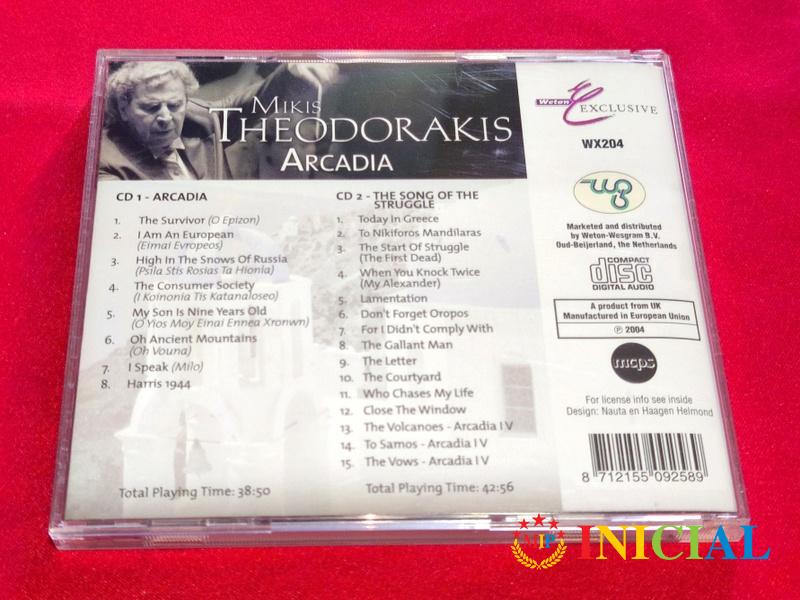 MIKIS
THEODORAKIS
ARCADIA
CD 1 - ARCADIA
1. The Survivor (O Epizon)
2. I Am An European
(Eimai Evropeos)
3. High In The Snows Of Russia
(Psila Stis Rosias Ta Hionia)
4. The Consumer Society
(I Koinonia Tis Katanaloseo)
5. My Son Is Nine Years Old
(O Yios Moy Einai Ennea Xronwn)
6. Oh Ancient Mountains
(Oh Vouna)
7. I Speak (Milo)
8. Harris 1944
Total Playing Time: 38:50
CD 2 - THE SONG OF THE
STRUGGLE
1. Today In Greece
2. To Nikiforos Mandilaras
3. The Start Of Struggle
(The First Dead)
4. When You Knock Twice
(My Alexander)
5. Lamentation
6. Don't Forget Oropos
7. For I Didn't Comply With
8. The Gallant Man
9. The Letter
10. The Courtyard
11. Who Chases My Life
12. Close The Window
13. The Volcanoes - Arcadia I V
14. To Samos - Arcadia I V
15. The Vows - Arcadia I V
Total Playing Time: 42:56
Weton EXCLUSIVE
WX204
Marketed and distributed
by Weton-Wesgram B.V.
Oud-Beijerland, the Netherlands
COMPACT
disc
DIGITAL AUDIO
A product from UK
Manufactured in European Union
℗ 2004
mcps
For license info see inside
Design: Nauta en Haagen Helmond
8 712155 092589
MP INICIAL